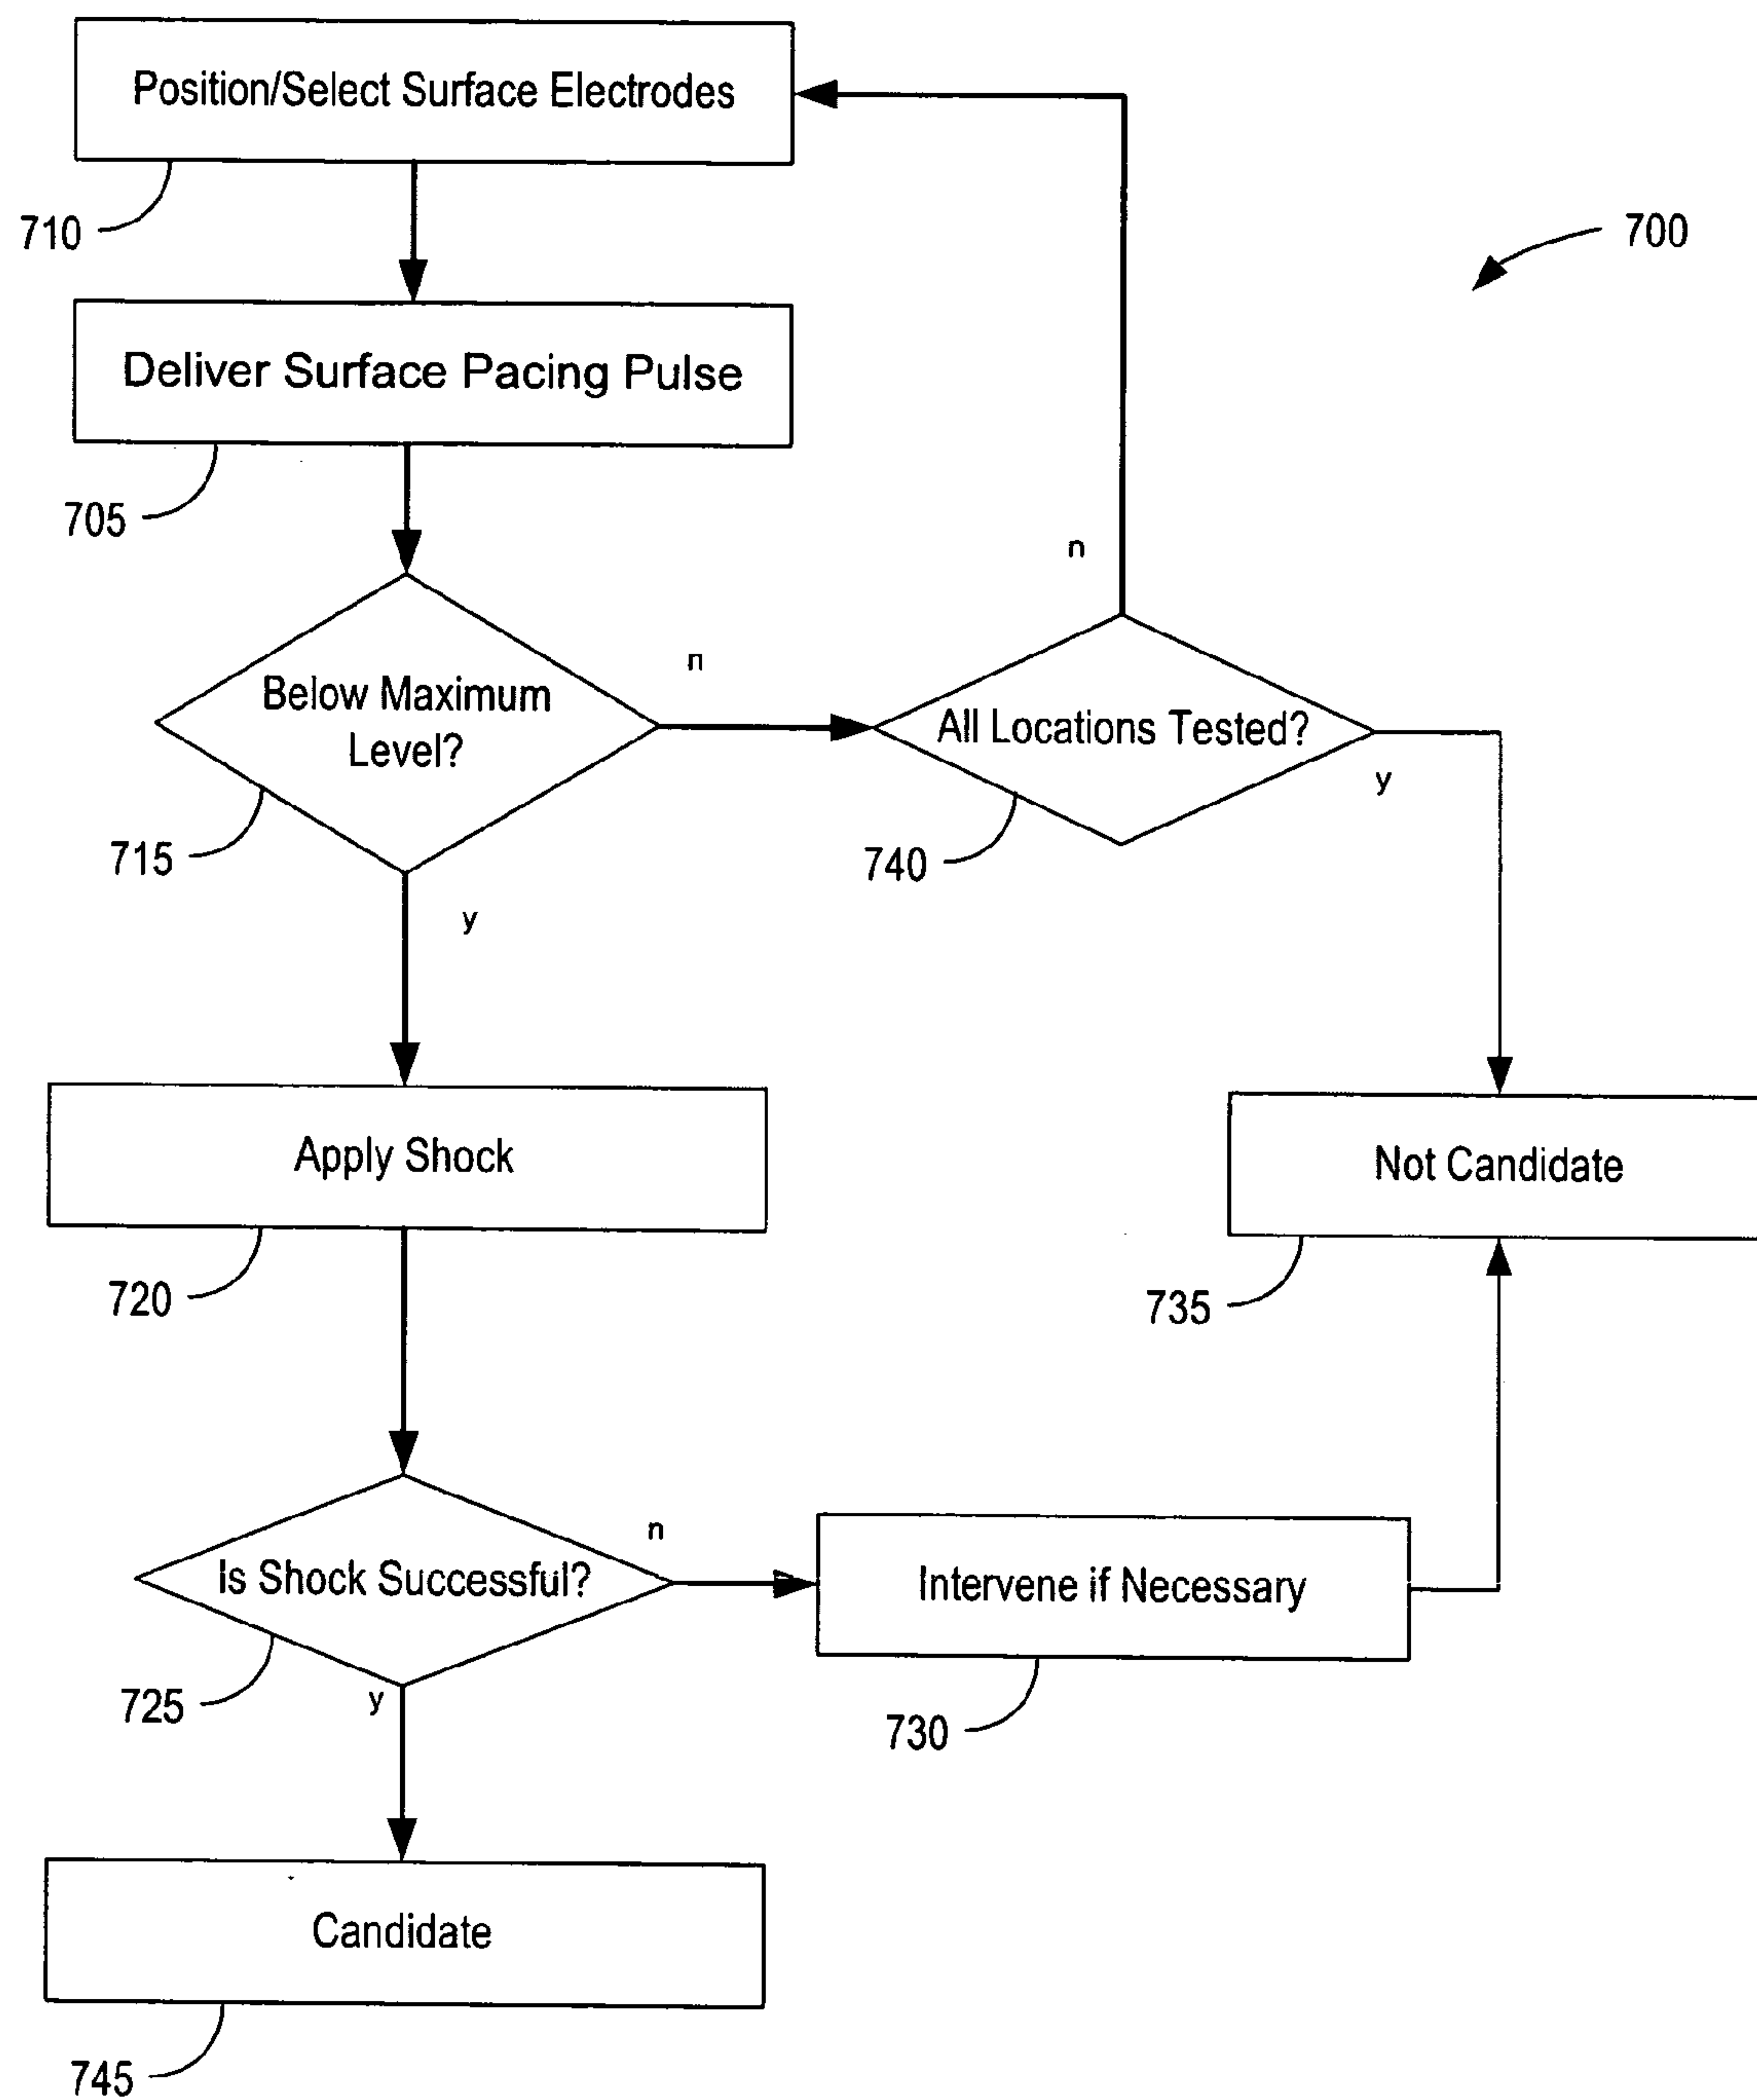 Position/Select Surface Electrodes
710
700
Deliver Surface Pacing Pulse
705
n
Below Maximum
Level?
n
All Locations Tested?
y
715
740
y
Apply Shock
Not Candidate
720
735
Is Shock Successful?
n
Intervene if Necessary
725
y
730
Candidate
745